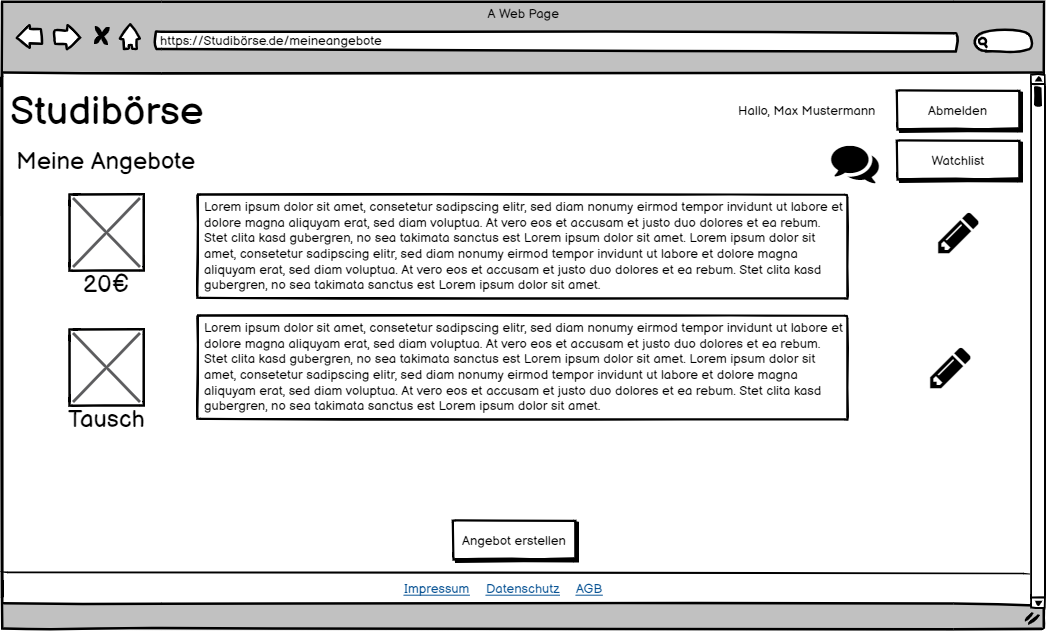 A Web Page
https://Studibörse.de/meineangebote
Studibörse
Hallo, Max Mustermann
Abmelden
Meine Angebote
Watchlist
Lorem ipsum dolor sit amet, consetetur sadipscing elitr, sed diam nonumy eirmod tempor invidunt ut labore et
dolore magna aliquyam erat, sed diam voluptua. At vero eos et accusam et justo duo dolores et ea rebum.
Stet clita kasd gubergren, no sea takimata sanctus est Lorem ipsum dolor sit amet. Lorem ipsum dolor sit
amet, consetetur sadipscing elitr, sed diam nonumy eirmod tempor invidunt ut labore et dolore magna
aliquyam erat, sed diam voluptua. At vero eos et accusam et justo duo dolores et ea rebum. Stet clita kasd
gubergren, no sea takimata sanctus est Lorem ipsum dolor sit amet.
20€
Lorem ipsum dolor sit amet, consetetur sadipscing elitr, sed diam nonumy eirmod tempor invidunt ut labore et
dolore magna aliquyam erat, sed diam voluptua. At vero eos et accusam et justo duo dolores et ea rebum.
Stet clita kasd gubergren, no sea takimata sanctus est Lorem ipsum dolor sit amet. Lorem ipsum dolor sit
amet, consetetur sadipscing elitr, sed diam nonumy eirmod tempor invidunt ut labore et dolore magna
aliquyam erat, sed diam voluptua. At vero eos et accusam et justo duo dolores et ea rebum. Stet clita kasd
gubergren, no sea takimata sanctus est Lorem ipsum dolor sit amet.
Tausch
Angebot erstellen
Impressum Datenschutz AGB